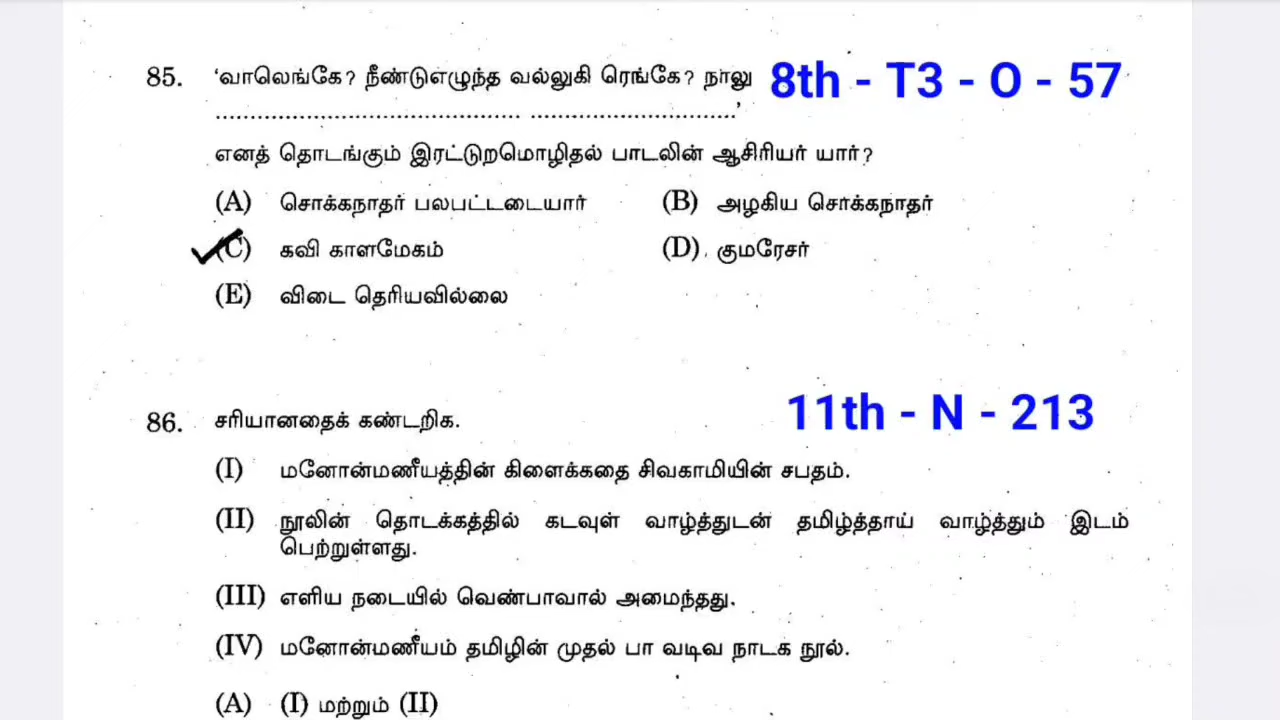 85. 'வாலெங்கே? நீண்டுஎழுந்த வல்லுகி ரெங்கே? நாலு 8th - T3 - O - 57
........................................... .............................'
எனத் தொடங்கும் இரட்டுறமொழிதல் பாடலின் ஆசிரியர் யார்?
(A) சொக்கநாதர் பலபட்டடையார் (B) அழகிய சொக்கநாதர்
(C) கவி காளமேகம் (D) குமரேசர்
(E) விடை தெரியவில்லை
86. சரியானதைக் கண்டறிக. 11th - N - 213
(I) மனோன்மணீயத்தின் கிளைக்கதை சிவகாமியின் சபதம்.
(II) நூலின் தொடக்கத்தில் கடவுள் வாழ்த்துடன் தமிழ்த்தாய் வாழ்த்தும் இடம்
பெற்றுள்ளது.
(III) எளிய நடையில் வெண்பாவால் அமைந்தது.
(IV) மனோன்மணீயம் தமிழின் முதல் பா வடிவ நாடக நூல்.
(A) (I) மற்றும் (II)